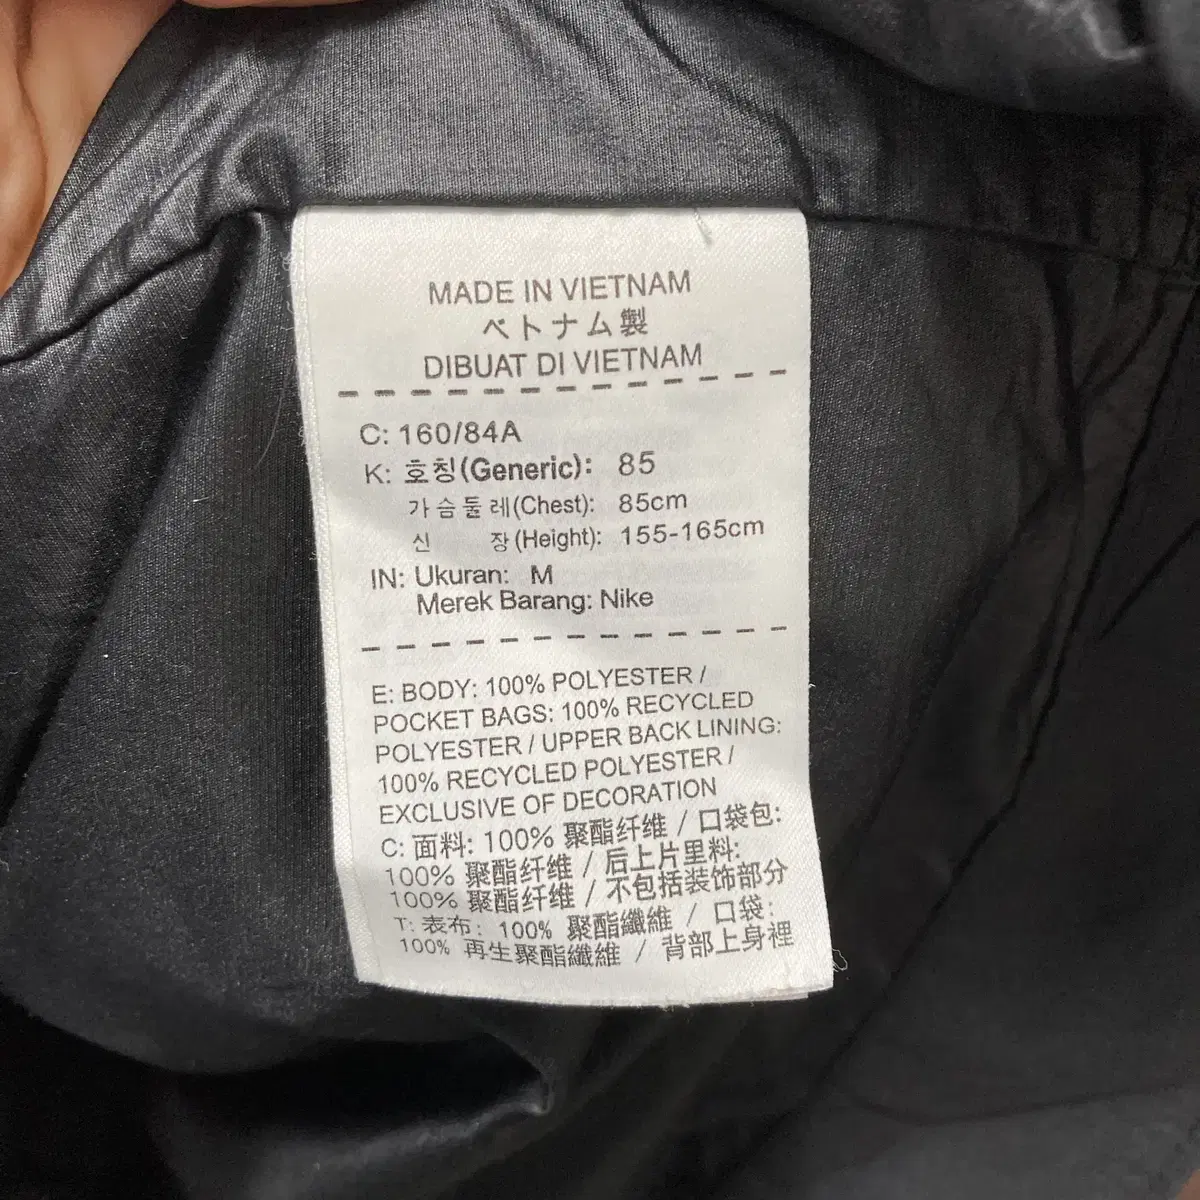 MADE IN VIETNAM
ベトナム製
DIBUAT DI VIETNAM
C: 160/84A
K: 호칭(Generic): 85
가슴둘레(Chest): 85cm
신 장(Height): 155-165cm
IN: Ukuran: M
Merek Barang: Nike
E: BODY: 100% POLYESTER /
POCKET BAGS: 100% RECYCLED
POLYESTER / UPPER BACK LINING:
100% RECYCLED POLYESTER /
EXCLUSIVE OF DECORATION
C: 面料: 100% 聚酯纤维 / 口袋包:
100% 聚酯纤维 / 后上片里料:
100% 聚酯纤维 / 不包括装饰部分
T: 表布: 100% 聚酯纖維 / 口袋:
100% 再生聚酯纖維 / 背部上身裡